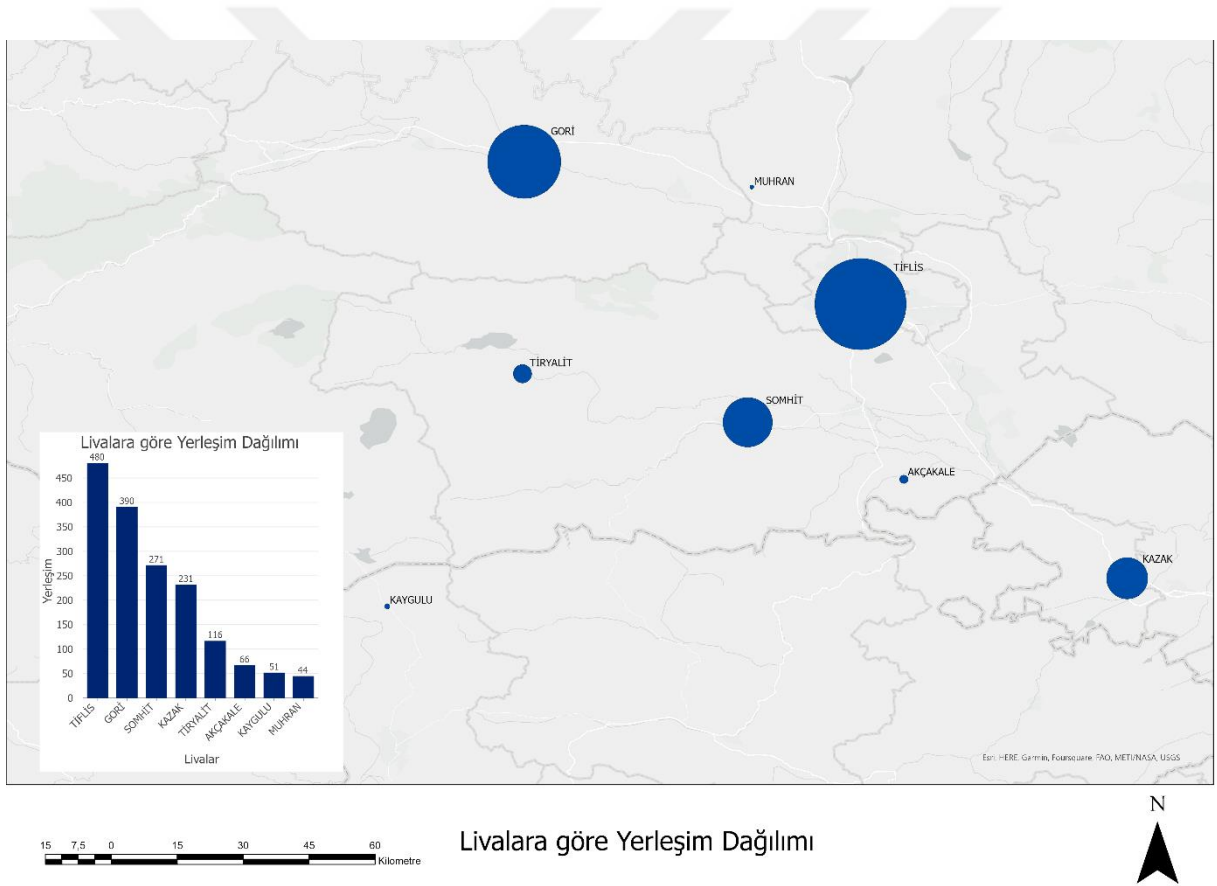 GORİ
MUHRAN
TİFLİS
TİRYALİT
SOMHİT
AKÇAKALE
KAZAK
KAYGULU
Livalara göre Yerleşim Dağılımı
480
450
400
390
350
300
271
250
231
200
150
116
100
66
50
51
44
0
Yerleşim
TİFLİS
GORİ
SOMHİT
KAZAK
TİRYALİT
AKÇAKALE
KAYGULU
MUHRAN
Livalar
Esri, HERE, Garmin, Foursquare, FAO, METI/NASA, USGS
N
15 7,5 0 15 30 45 60
Kilometre
Livalara göre Yerleşim Dağılımı